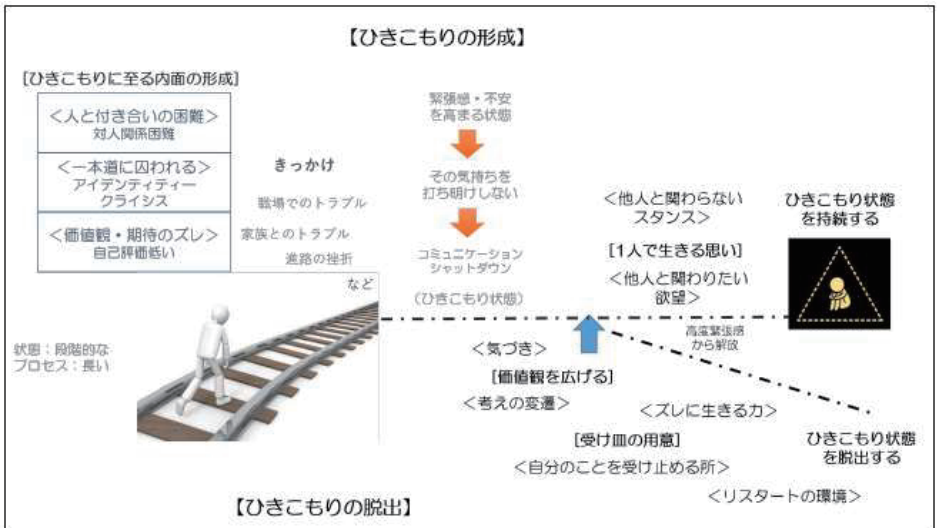 【ひきこもりの形成】
[ひきこもりに至る内面の形成]
＜人と付き合いの困難＞
対人関係困難
＜一本道に囚われる＞
アイデンティティー
クライシス
＜価値観・期待のズレ＞
自己評価低い
きっかけ
職場でのトラブル
家族とのトラブル
進路の挫折
など
緊張感・不安
を高まる状態
その気持ちを
打ち明けしない
コミュニケーション
シャットダウン
（ひきこもり状態）
＜他人と関わらない
スタンス＞
[1人で生きる思い]
＜他人と関わりたい
欲望＞
ひきこもり状態
を持続する
状態：段階的な
プロセス：長い
高度緊張感
から解放
＜気づき＞
[価値観を広げる]
＜考えの変遷＞
＜ズレに生きる力＞
[受け皿の用意]
＜自分のことを受け止める所＞
ひきこもり状態
を脱出する
＜リスタートの環境＞
【ひきこもりの脱出】